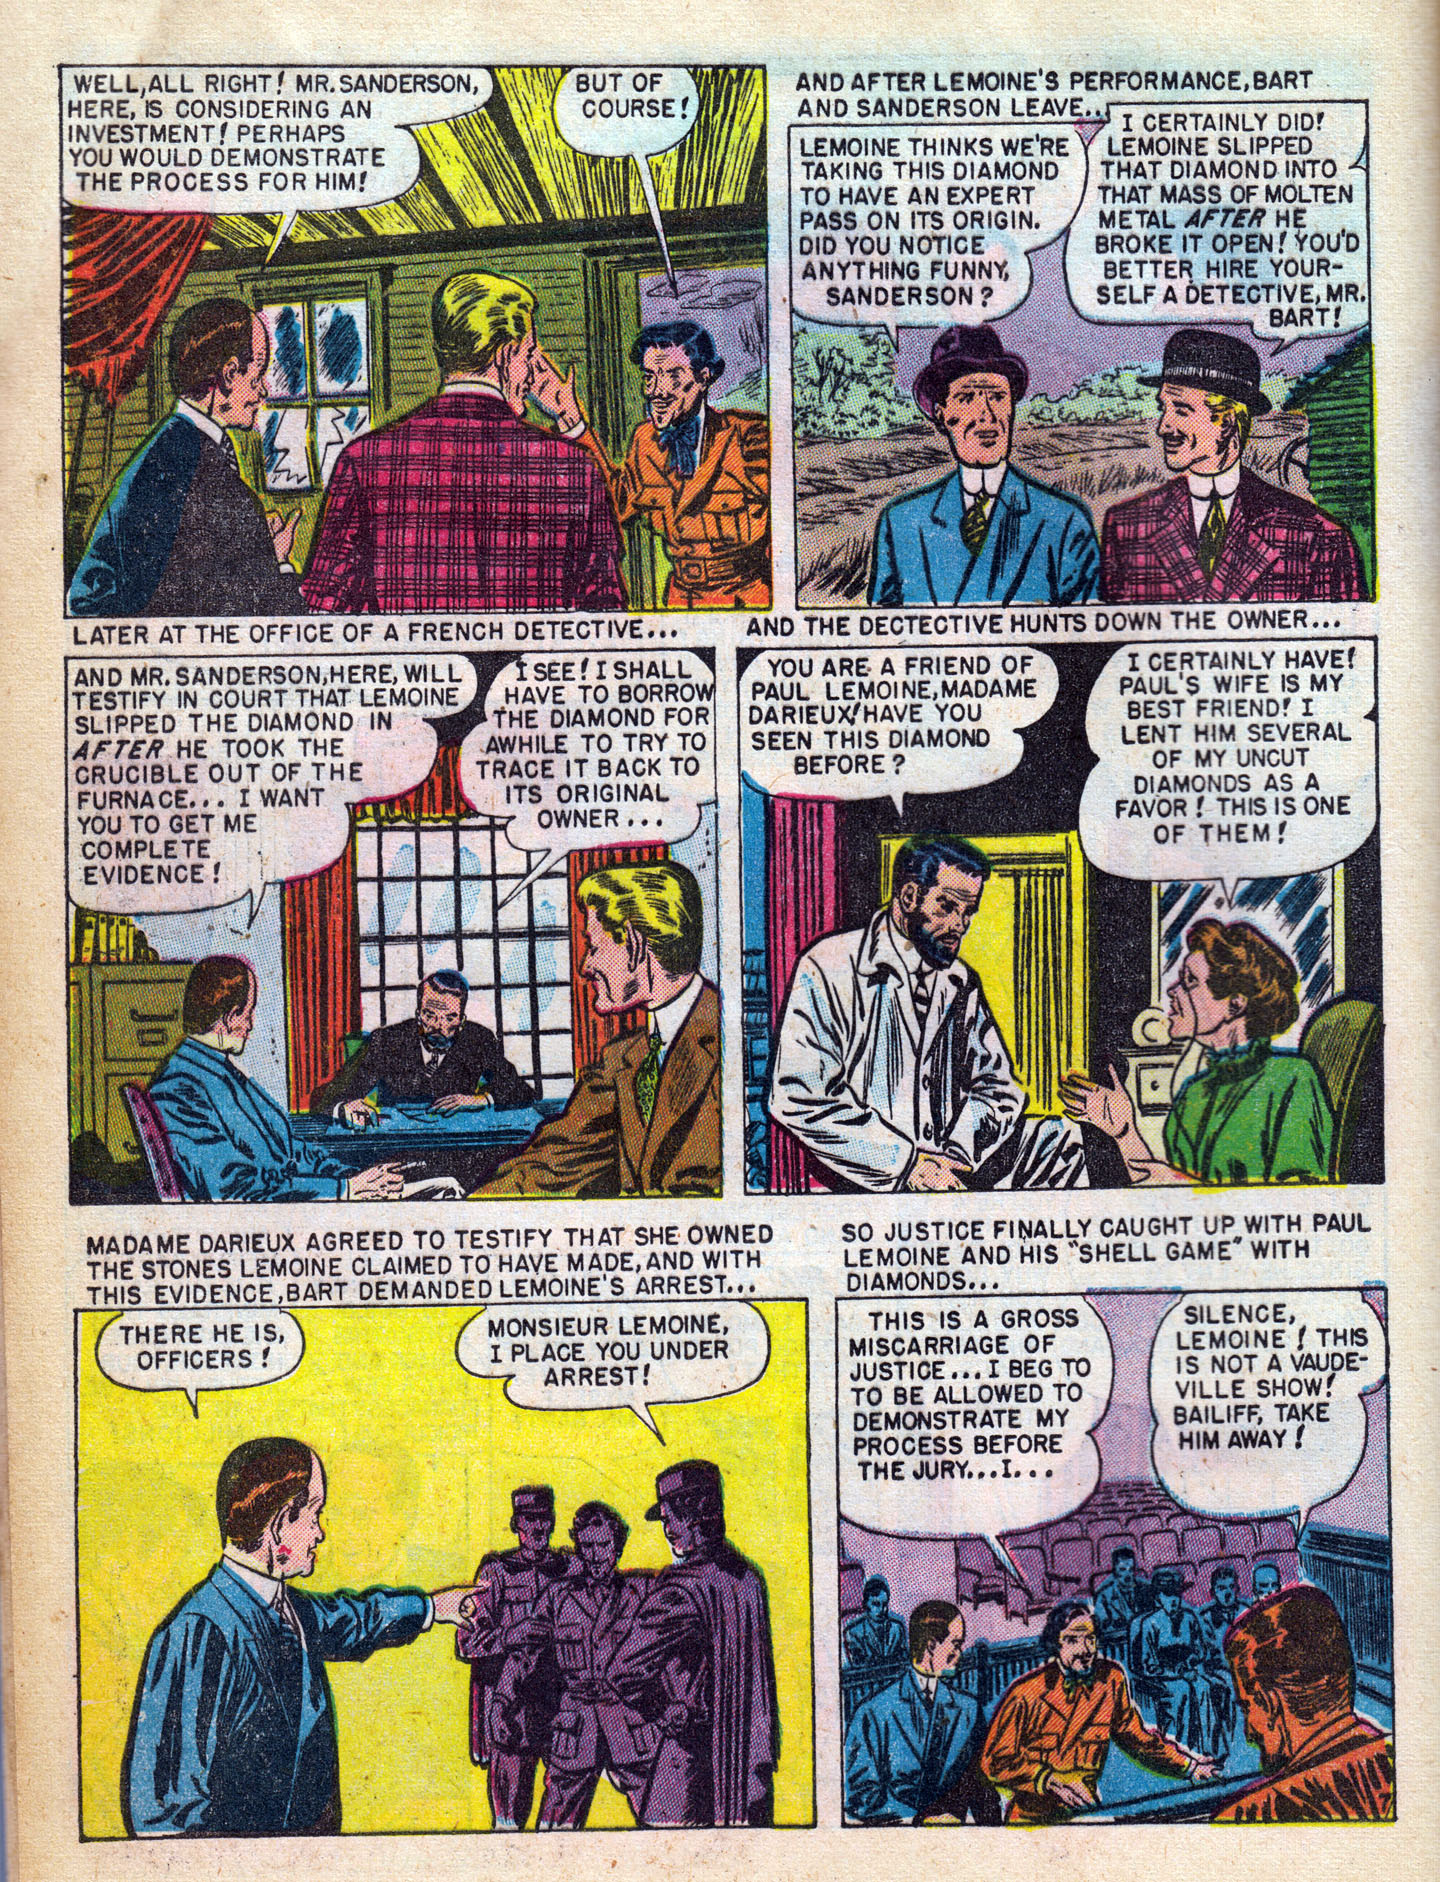 WELL, ALL RIGHT! MR. SANDERSON,
HERE, IS CONSIDERING AN
INVESTMENT! PERHAPS
YOU WOULD DEMONSTRATE
THE PROCESS FOR HIM!
BUT OF
COURSE!
AND AFTER LEMOINE'S PERFORMANCE, BART
AND SANDERSON LEAVE...
LEMOINE THINKS WE'RE
TAKING THIS DIAMOND
TO HAVE AN EXPERT
PASS ON ITS ORIGIN.
DID YOU NOTICE
ANYTHING FUNNY,
SANDERSON?
I CERTAINLY DID!
LEMOINE SLIPPED
THAT DIAMOND INTO
THAT MASS OF MOLTEN
METAL AFTER HE
BROKE IT OPEN! YOU'D
BETTER HIRE YOUR-
SELF A DETECTIVE, MR.
BART!
LATER AT THE OFFICE OF A FRENCH DETECTIVE...
AND MR. SANDERSON, HERE, WILL
TESTIFY IN COURT THAT LEMOINE
SLIPPED THE DIAMOND IN
AFTER HE TOOK THE
CRUCIBLE OUT OF THE
FURNACE... I WANT
YOU TO GET ME
COMPLETE
EVIDENCE!
I SEE! I SHALL
HAVE TO BORROW
THE DIAMOND FOR
AWHILE TO TRY TO
TRACE IT BACK TO
ITS ORIGINAL
OWNER...
AND THE DECTECTIVE HUNTS DOWN THE OWNER...
YOU ARE A FRIEND OF
PAUL LEMOINE, MADAME
DARIEUX! HAVE YOU
SEEN THIS DIAMOND
BEFORE?
I CERTAINLY HAVE!
PAUL'S WIFE IS MY
BEST FRIEND! I
LENT HIM SEVERAL
OF MY UNCUT
DIAMONDS AS A
FAVOR! THIS IS ONE
OF THEM!
MADAME DARIEUX AGREED TO TESTIFY THAT SHE OWNED
THE STONES LEMOINE CLAIMED TO HAVE MADE, AND WITH
THIS EVIDENCE, BART DEMANDED LEMOINE'S ARREST...
THERE HE IS,
OFFICERS!
MONSIEUR LEMOINE,
I PLACE YOU UNDER
ARREST!
SO JUSTICE FINALLY CAUGHT UP WITH PAUL
LEMOINE AND HIS "SHELL GAME" WITH
DIAMONDS...
THIS IS A GROSS
MISCARRIAGE OF
JUSTICE... I BEG TO
TO BE ALLOWED TO
DEMONSTRATE MY
PROCESS BEFORE
THE JURY... I...
SILENCE,
LEMOINE! THIS
IS NOT A VAUDE-
VILLE SHOW!
BAILIFF, TAKE
HIM AWAY!